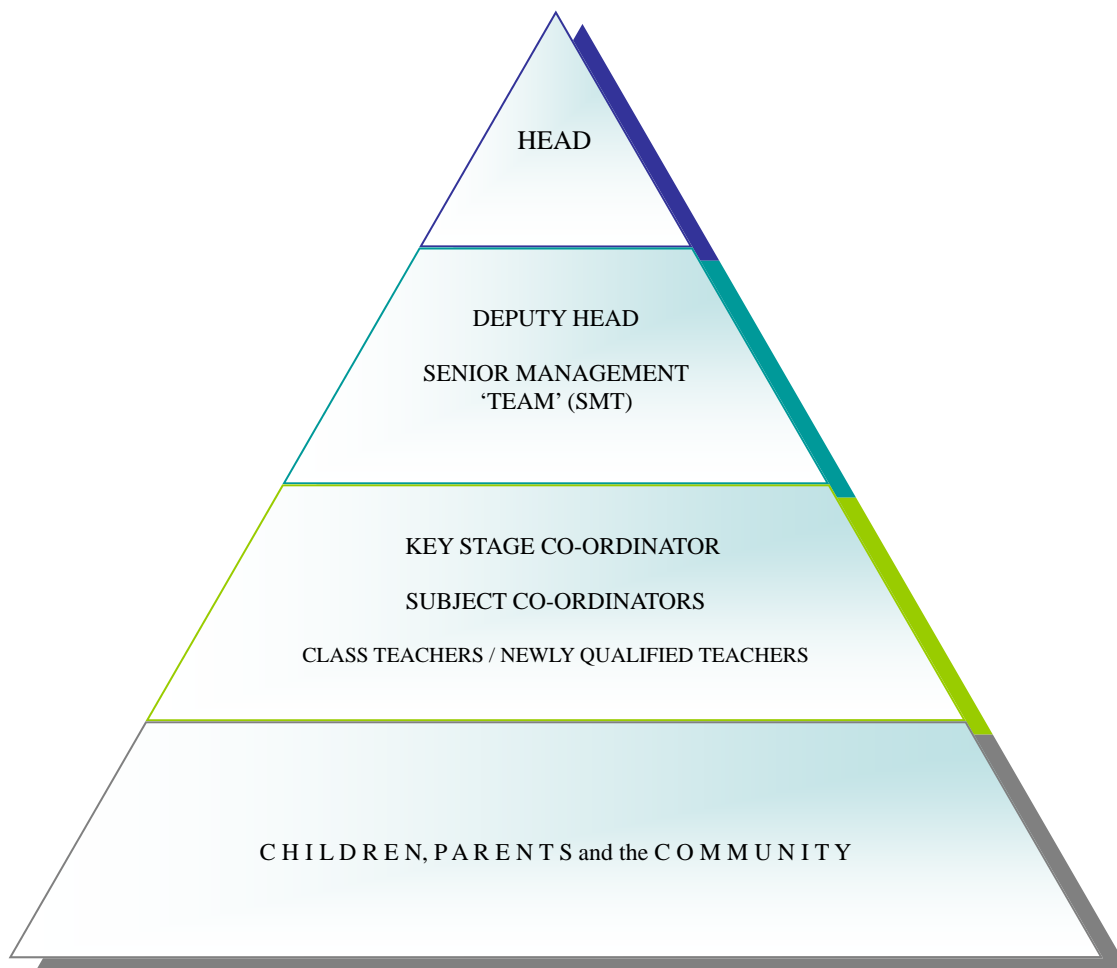 HEAD
DEPUTY HEAD
SENIOR MANAGEMENT
‘TEAM’ (SMT)
KEY STAGE CO-ORDINATOR
SUBJECT CO-ORDINATORS
CLASS TEACHERS / NEWLY QUALIFIED TEACHERS
C H I L D R E N, P A R E N T S and the C O M M U N I T Y